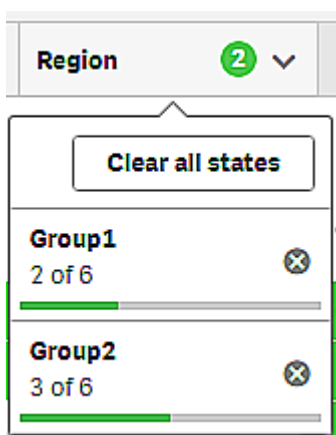 Region 2
Clear all states
Group1
2 of 6
Group2
3 of 6